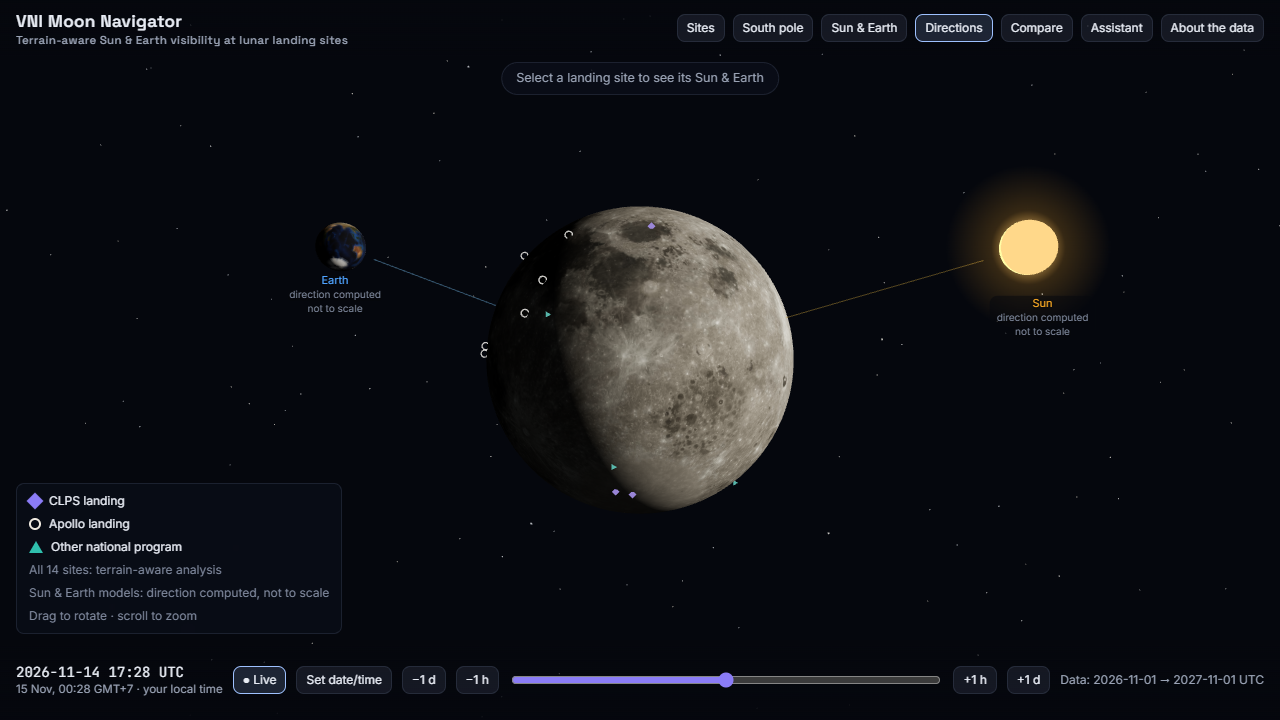 VNI Moon Navigator
Terrain-aware Sun & Earth visibility at lunar landing sites
Sites
South pole
Sun & Earth
Directions
Compare
Assistant
About the data
Select a landing site to see its Sun & Earth
Earth
direction computed
not to scale
Sun
direction computed
not to scale
CLPS landing
Apollo landing
Other national program
All 14 sites: terrain-aware analysis
Sun & Earth models: direction computed, not to scale
Drag to rotate · scroll to zoom
2026-11-14 17:28 UTC
15 Nov, 00:28 GMT+7 · your local time
● Live
Set date/time
−1 d
−1 h
+1 h
+1 d
Data: 2026-11-01 → 2027-11-01 UTC